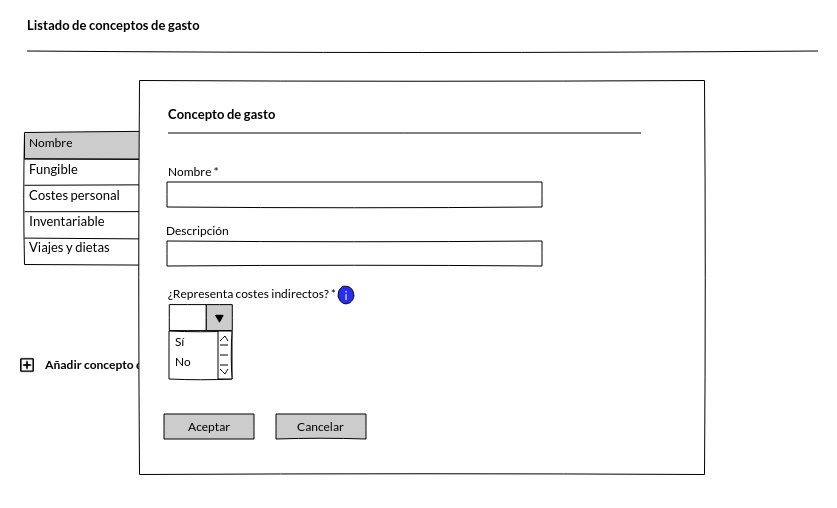 Listado de conceptos de gasto
Concepto de gasto
Nombre
Nombre *
Fungible
Costes personal
Inventariable
Descripción
Viajes y dietas
¿Representa costes indirectos? * i
Sí
No
Añadir concepto
Aceptar
Cancelar